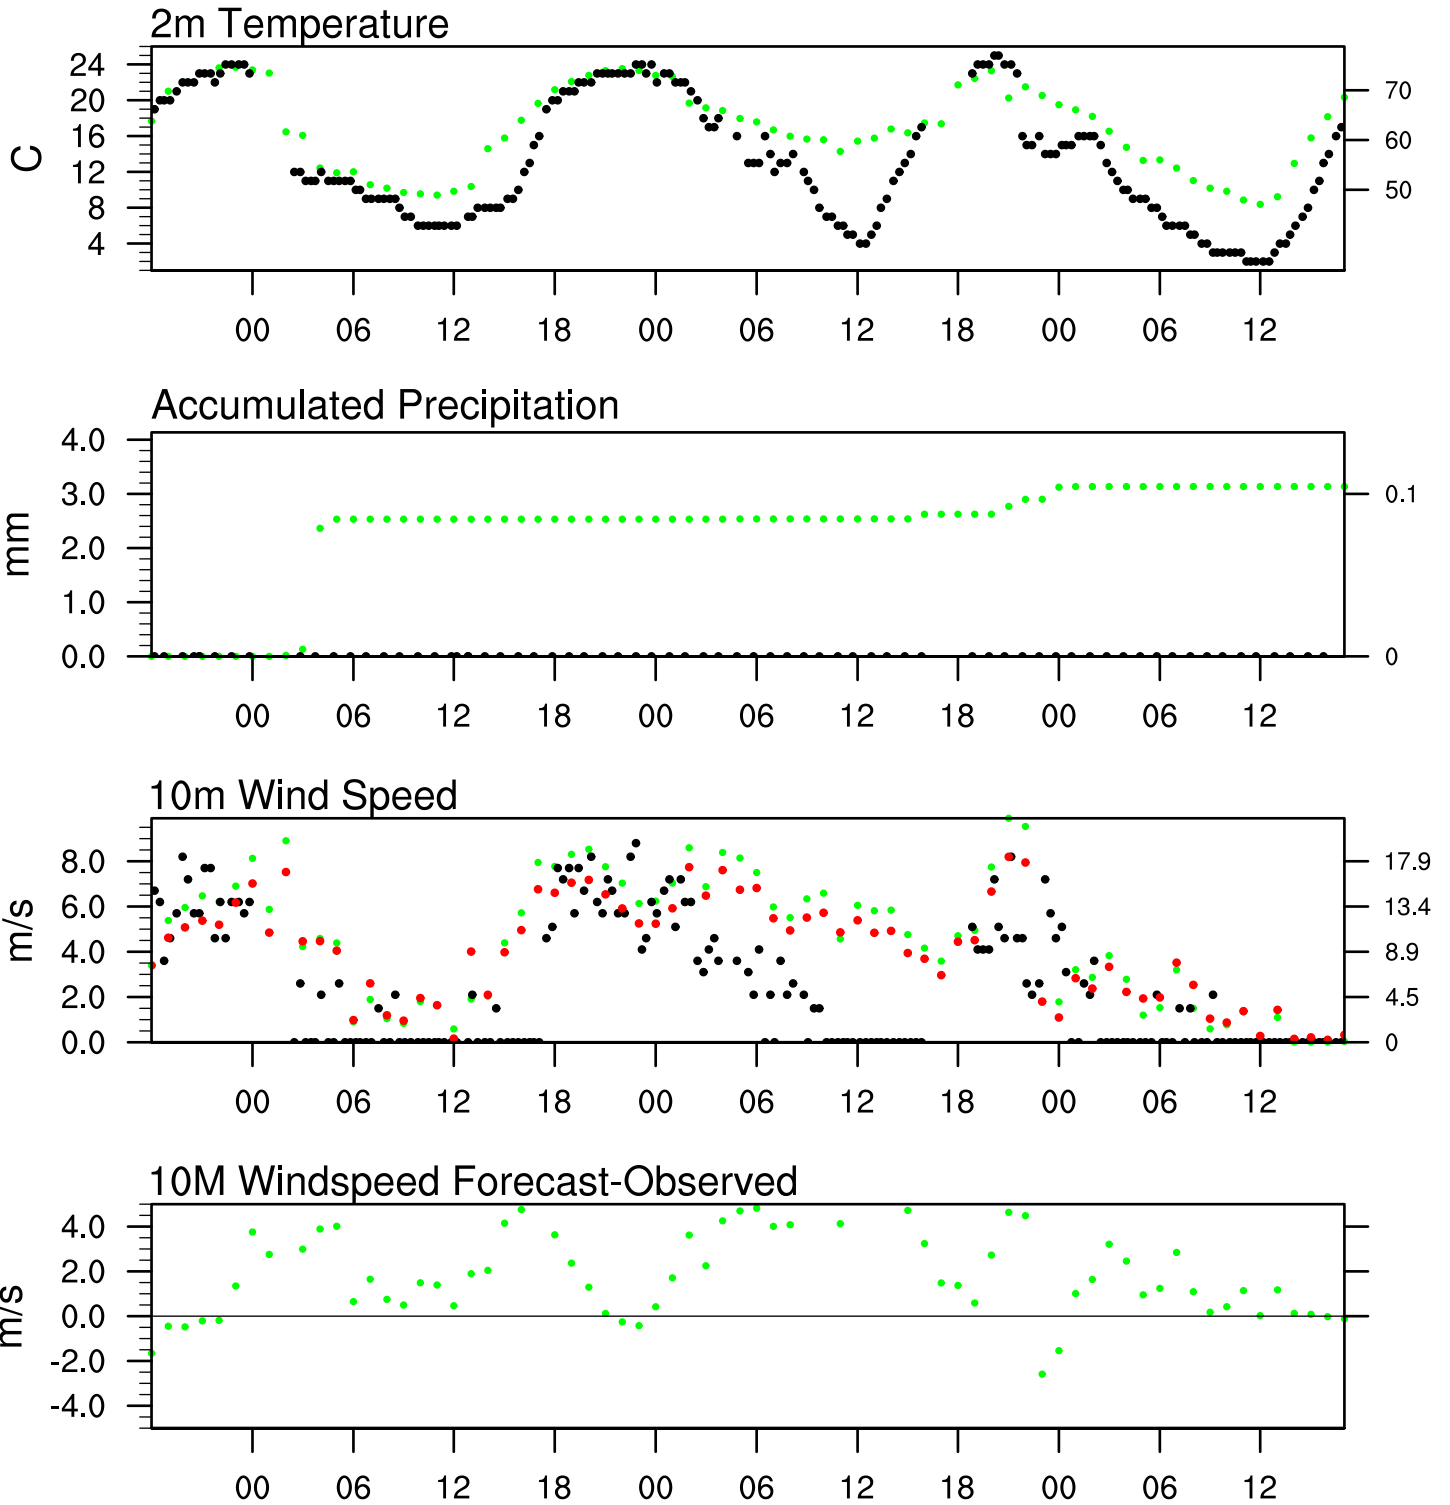 2m Temperature
24
20
16
12
8
4
C
70
60
50
00 06 12 18 00 06 12 18 00 06 12
Accumulated Precipitation
4.0
3.0
2.0
1.0
0.0
mm
0.1
0
00 06 12 18 00 06 12 18 00 06 12
10m Wind Speed
8.0
6.0
4.0
2.0
0.0
m/s
17.9
13.4
8.9
4.5
0
00 06 12 18 00 06 12 18 00 06 12
10M Windspeed Forecast-Observed
4.0
2.0
0.0
-2.0
-4.0
m/s
00 06 12 18 00 06 12 18 00 06 12